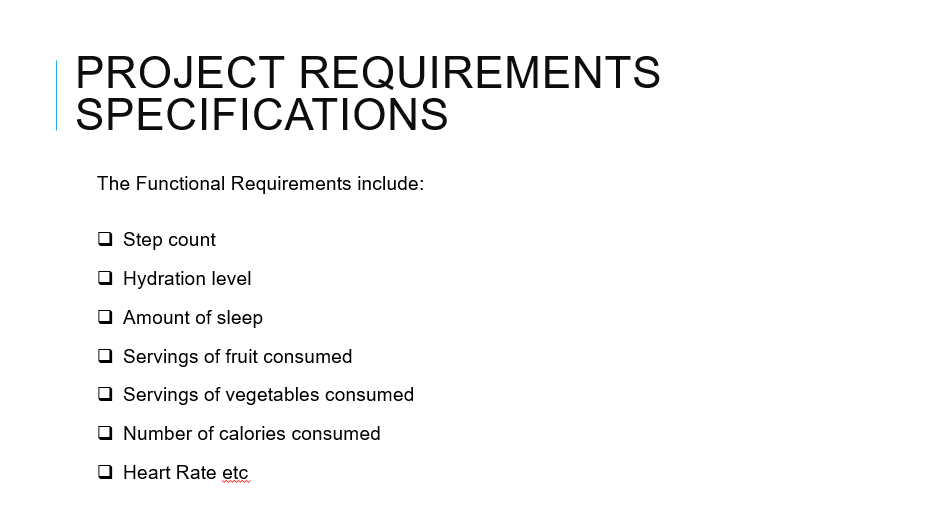 PROJECT REQUIREMENTS
SPECIFICATIONS
The Functional Requirements include:
Step count
Hydration level
Amount of sleep
Servings of fruit consumed
Servings of vegetables consumed
Number of calories consumed
Heart Rate etc